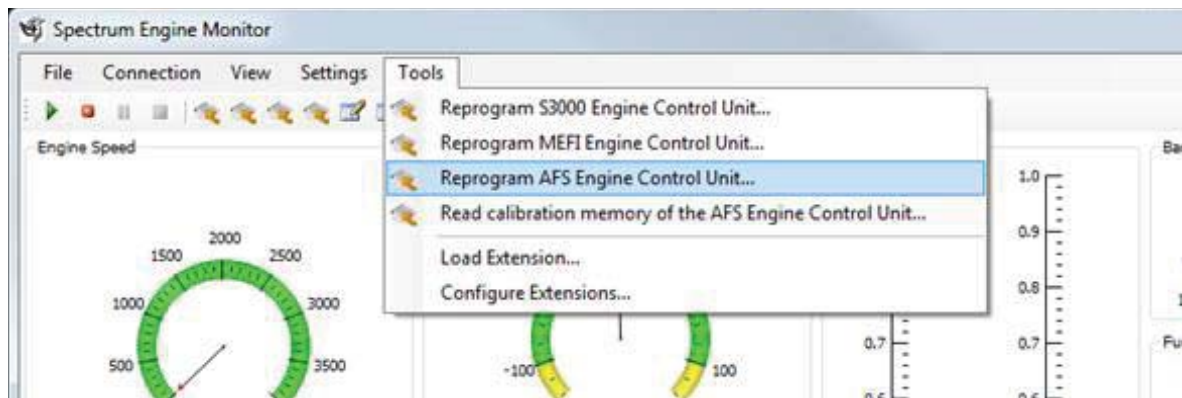 Spectrum Engine Monitor
File Connection View Settings Tools
Reprogram S3000 Engine Control Unit...
Reprogram MEFI Engine Control Unit...
Reprogram AFS Engine Control Unit...
Read calibration memory of the AFS Engine Control Unit...
Load Extension...
Configure Extensions...
Engine Speed
500
1000
1500
2000
2500
3000
3500
-100
100
0.7
1.0
0.9
0.8
0.7